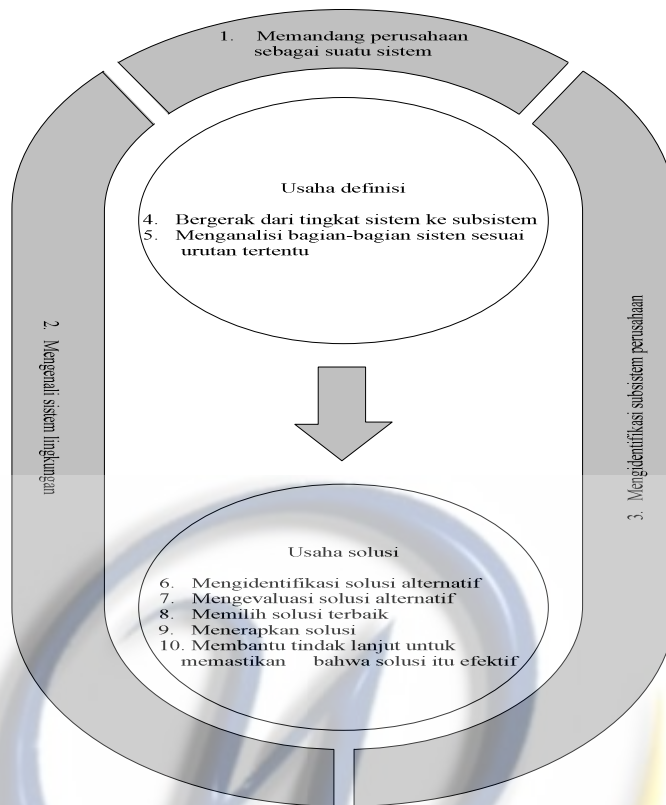 1. Memandang perusahaan
sebagai suatu sistem
2. Mengenali sistem lingkungan
3. Mengidentifikasi subsistem perusahaan
Usaha definisi
4. Bergerak dari tingkat sistem ke subsistem
5. Menganalisi bagian-bagian sisten sesuai
urutan tertentu
Usaha solusi
6. Mengidentifikasi solusi alternatif
7. Mengevaluasi solusi alternatif
8. Memilih solusi terbaik
9. Menerapkan solusi
10. Membantu tindak lanjut untuk
memastikan bahwa solusi itu efektif